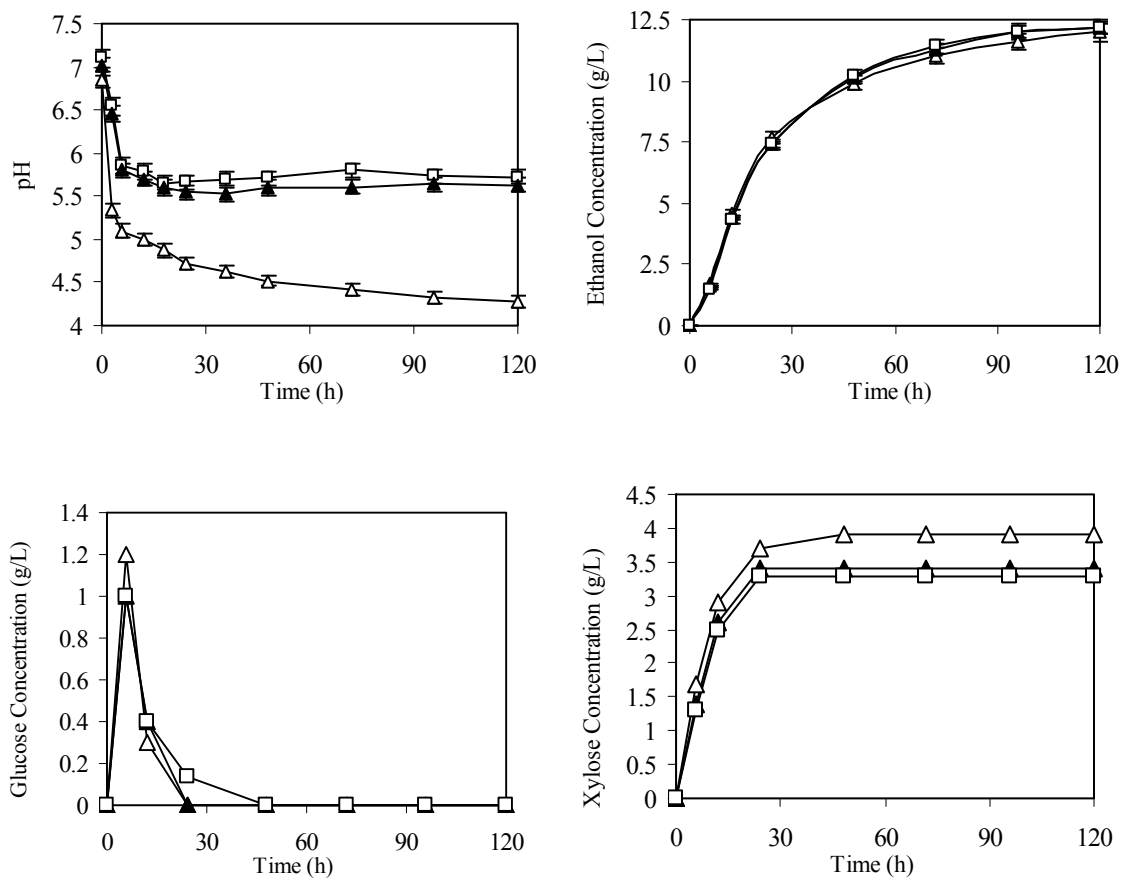 7.5
7
6.5
6
5.5
5
4.5
4
pH
0 30 60 90 120
Time (h)
12.5
10
7.5
5
2.5
0
Ethanol Concentration (g/L)
0 30 60 90 120
Time (h)
1.4
1.2
1
0.8
0.6
0.4
0.2
0
Glucose Concentration (g/L)
0 30 60 90 120
Time (h)
4.5
4
3.5
3
2.5
2
1.5
1
0.5
0
Xylose Concentration (g/L)
0 30 60 90 120
Time (h)